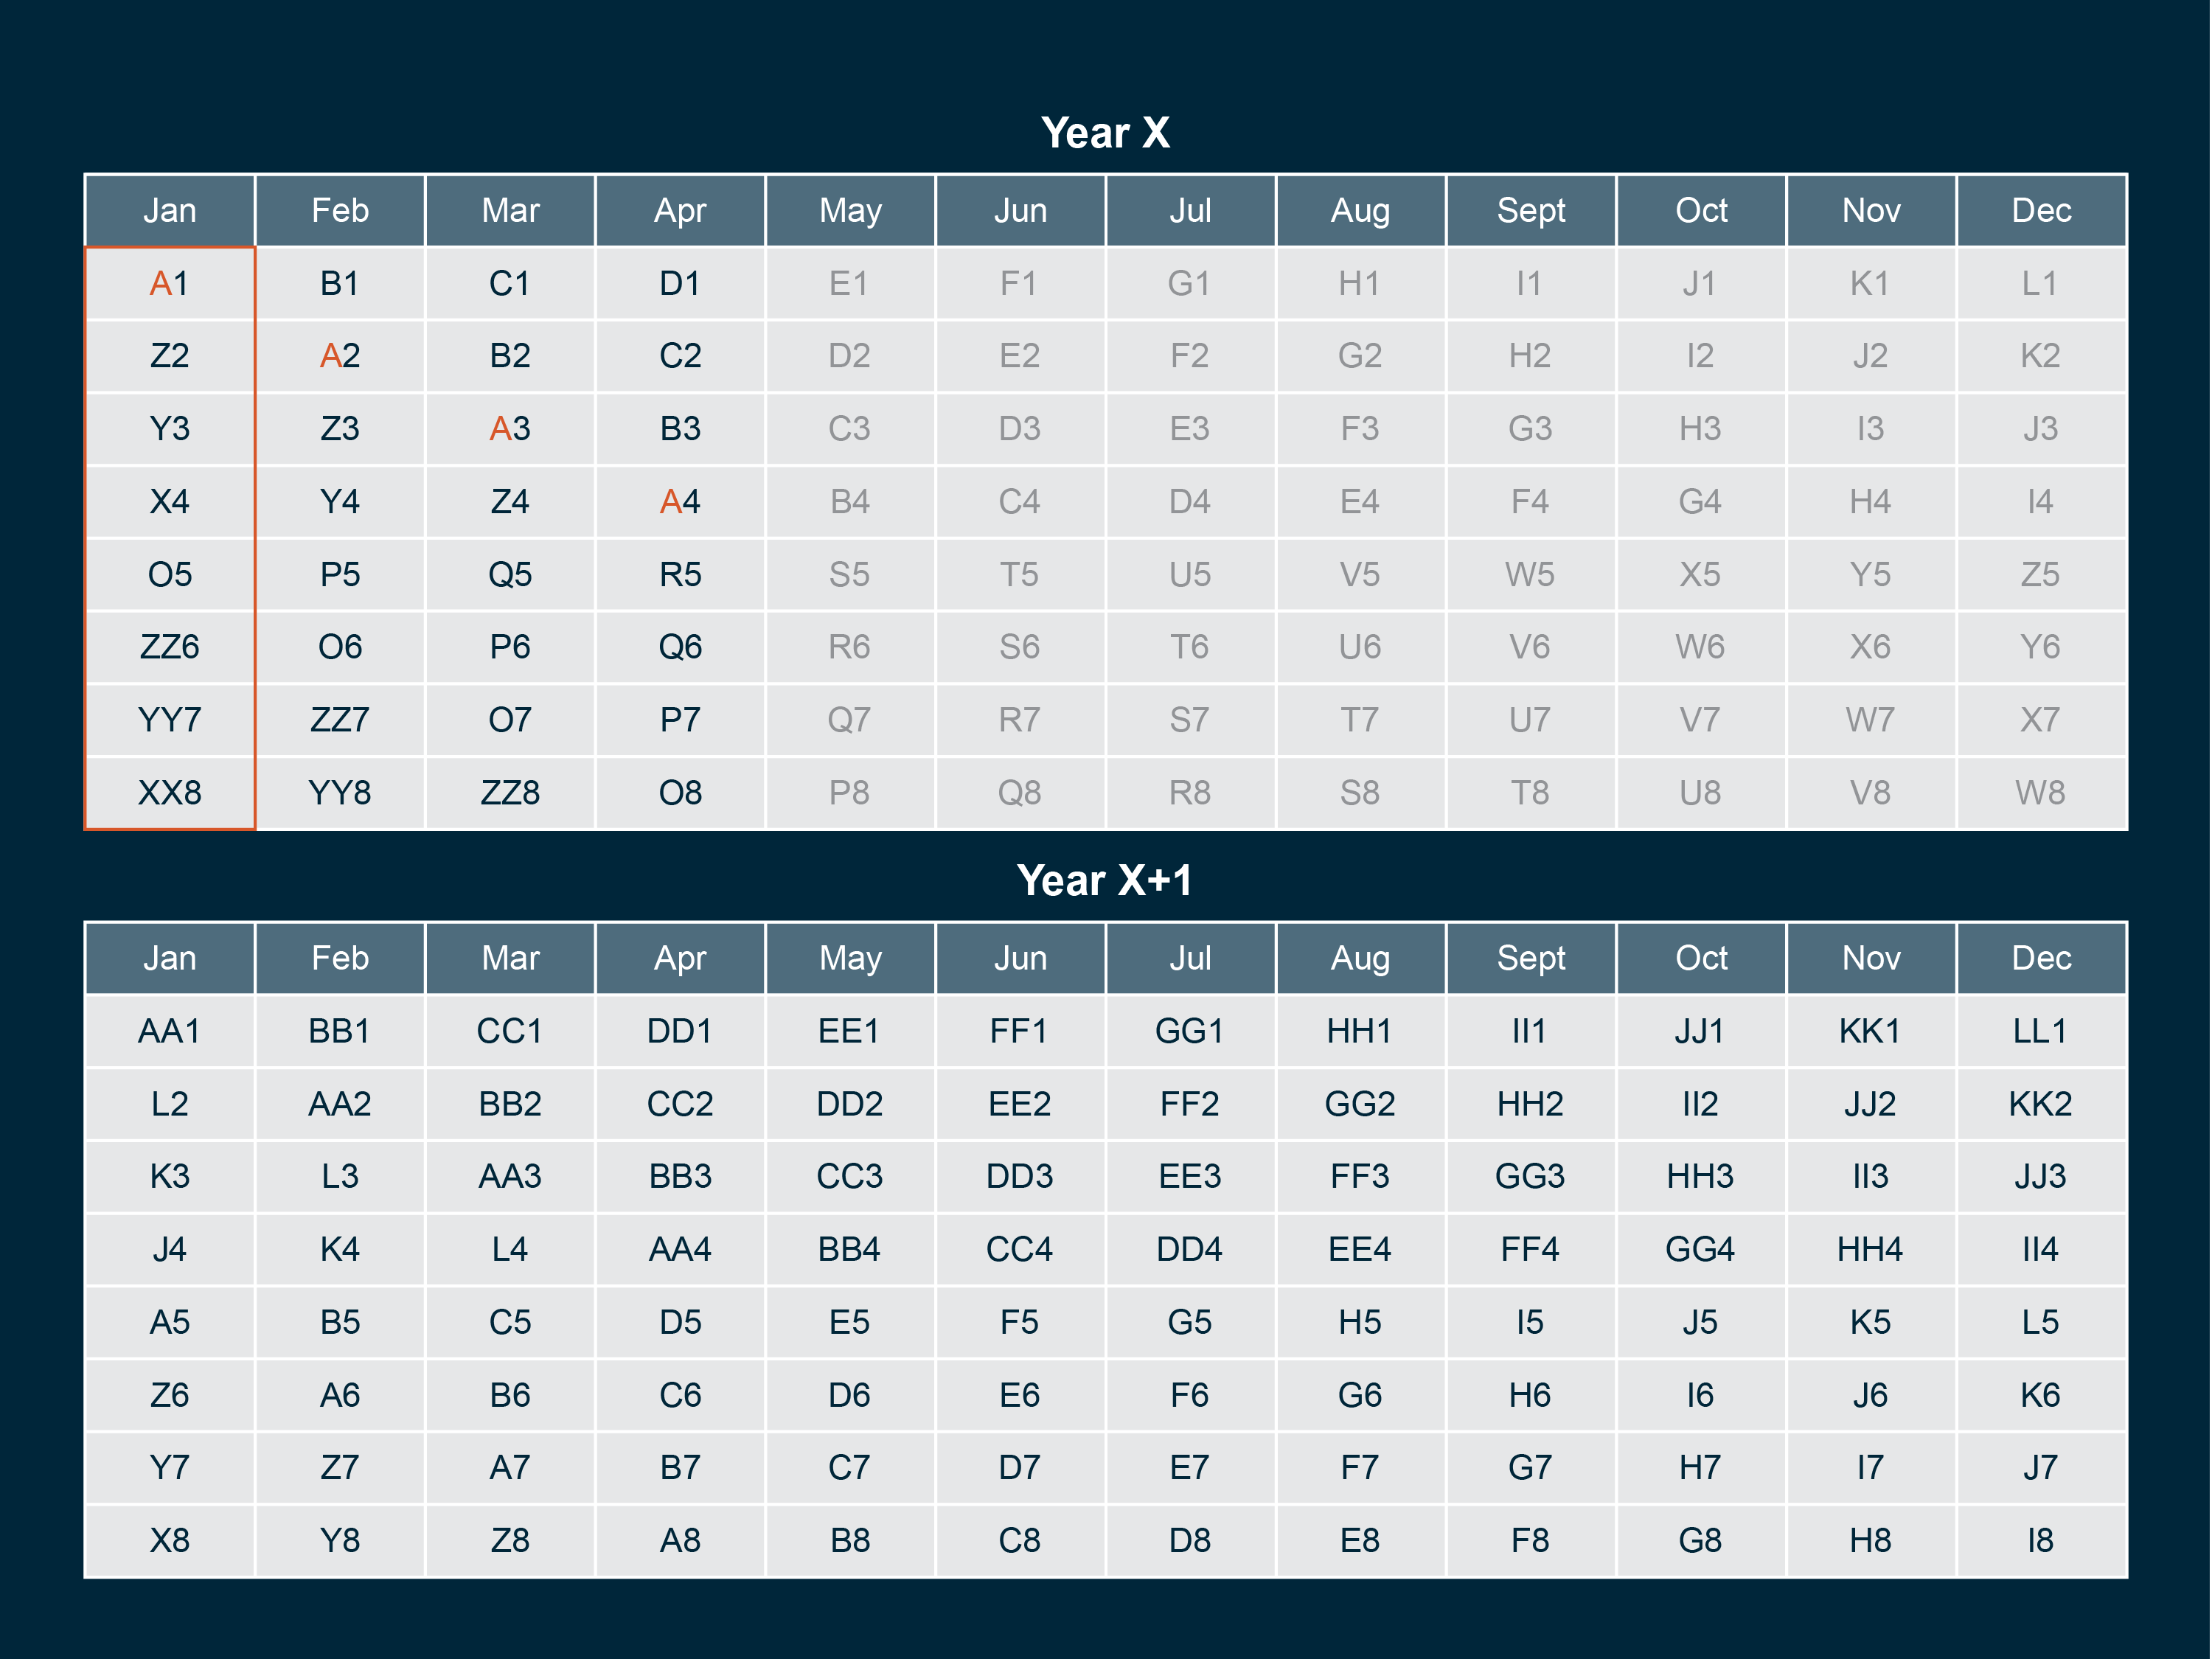 Year X
Jan Feb Mar Apr May Jun Jul Aug Sept Oct Nov Dec
A1 B1 C1 D1 E1 F1 G1 H1 I1 J1 K1 L1
Z2 A2 B2 C2 D2 E2 F2 G2 H2 I2 J2 K2
Y3 Z3 A3 B3 C3 D3 E3 F3 G3 H3 I3 J3
X4 Y4 Z4 A4 B4 C4 D4 E4 F4 G4 H4 I4
O5 P5 Q5 R5 S5 T5 U5 V5 W5 X5 Y5 Z5
ZZ6 O6 P6 Q6 R6 S6 T6 U6 V6 W6 X6 Y6
YY7 ZZ7 O7 P7 Q7 R7 S7 T7 U7 V7 W7 X7
XX8 YY8 ZZ8 O8 P8 Q8 R8 S8 T8 U8 V8 W8
Year X+1
Jan Feb Mar Apr May Jun Jul Aug Sept Oct Nov Dec
AA1 BB1 CC1 DD1 EE1 FF1 GG1 HH1 II1 JJ1 KK1 LL1
L2 AA2 BB2 CC2 DD2 EE2 FF2 GG2 HH2 II2 JJ2 KK2
K3 L3 AA3 BB3 CC3 DD3 EE3 FF3 GG3 HH3 II3 JJ3
J4 K4 L4 AA4 BB4 CC4 DD4 EE4 FF4 GG4 HH4 II4
A5 B5 C5 D5 E5 F5 G5 H5 I5 J5 K5 L5
Z6 A6 B6 C6 D6 E6 F6 G6 H6 I6 J6 K6
Y7 Z7 A7 B7 C7 D7 E7 F7 G7 H7 I7 J7
X8 Y8 Z8 A8 B8 C8 D8 E8 F8 G8 H8 I8